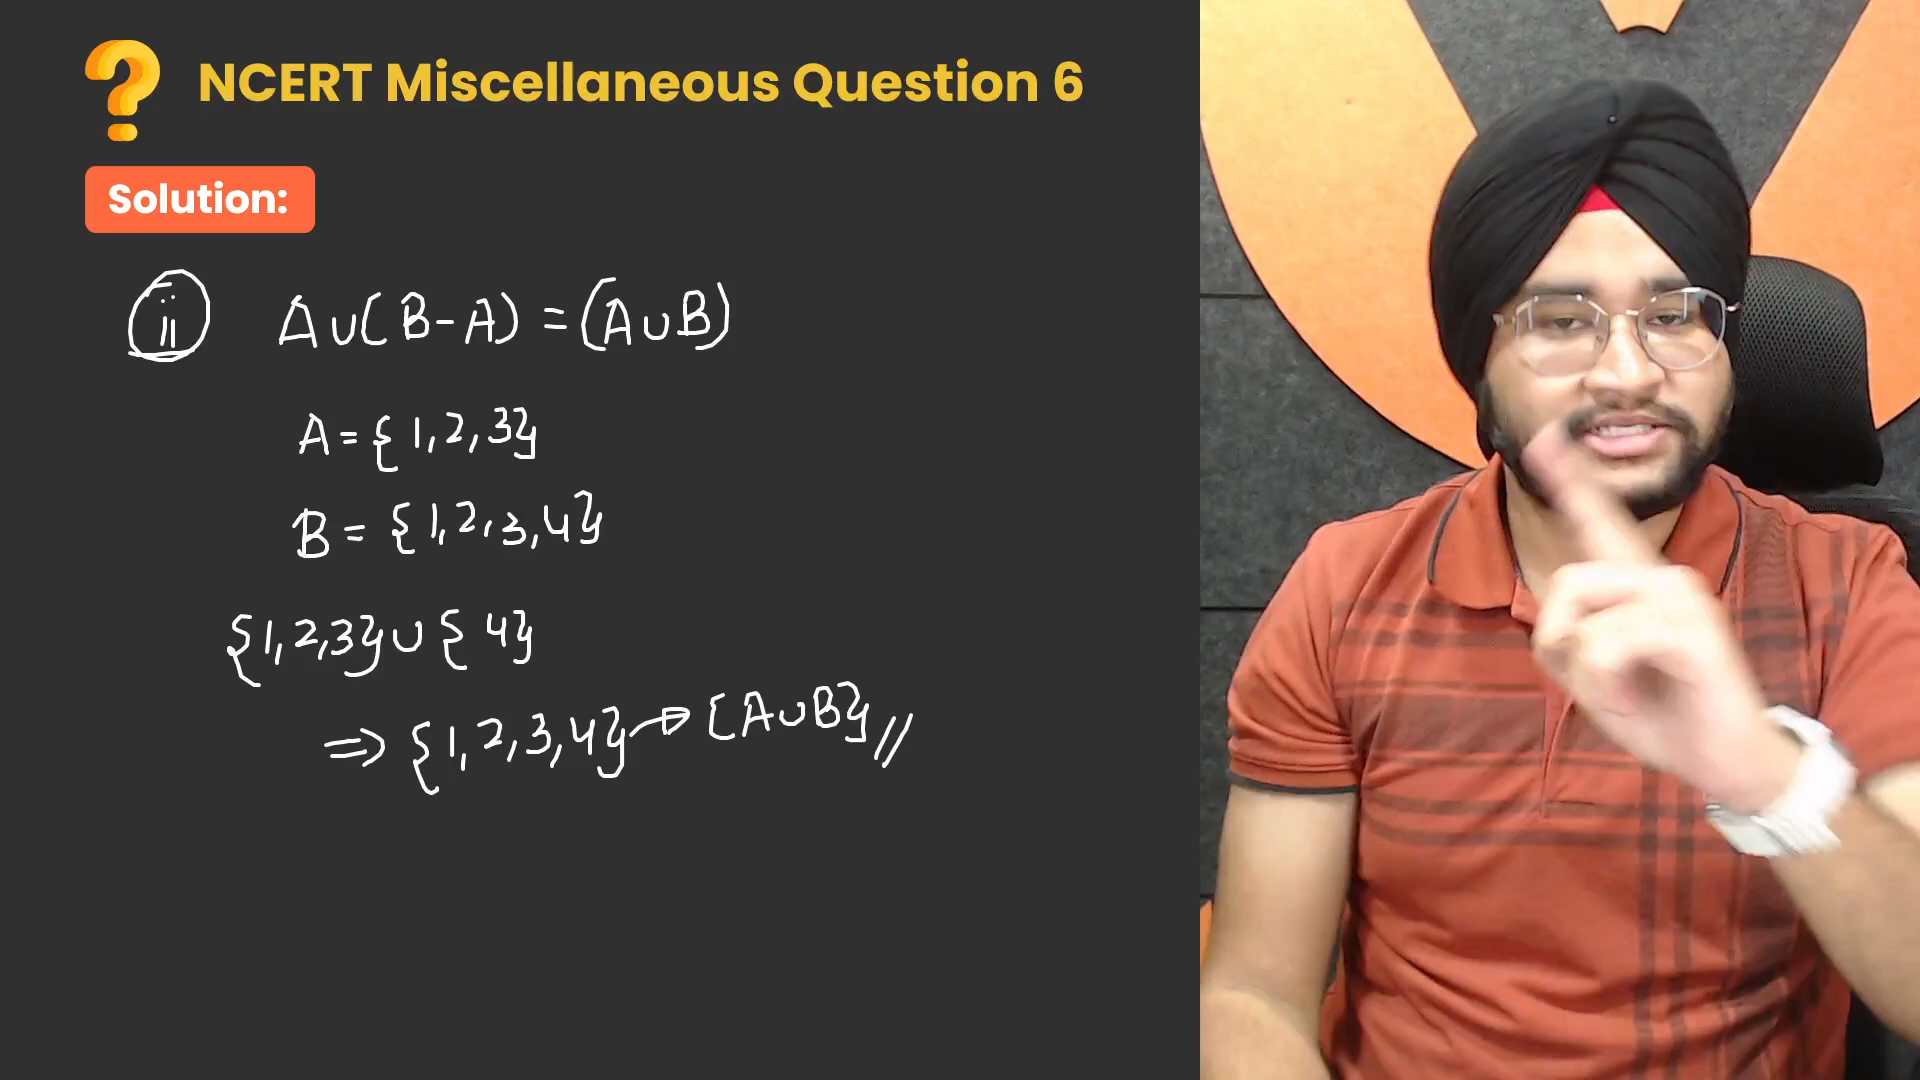 NCERT Miscellaneous Question 6
Solution:
ii A∪(B-A) = (A∪B)
A = {1,2,3}
B = {1,2,3,4}
{1,2,3}∪{4}
⇒ {1,2,3,4} → [A∪B} //